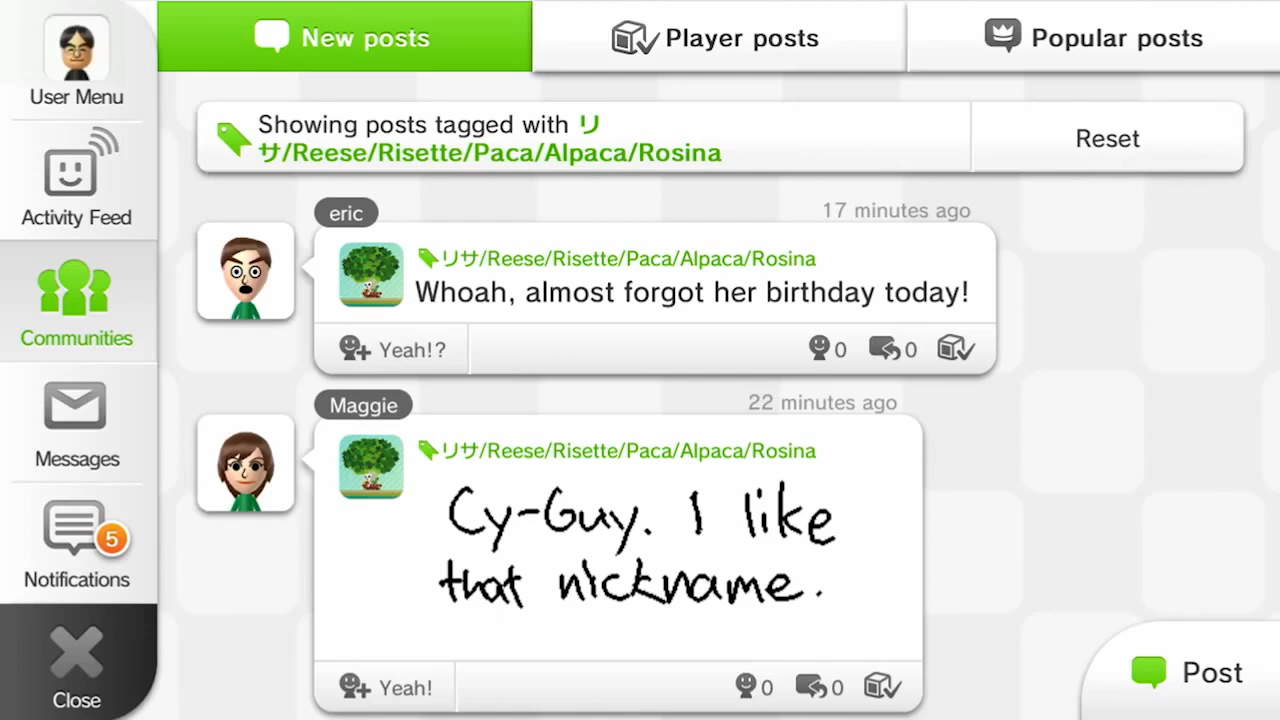 New posts
Player posts
Popular posts
User Menu
Activity Feed
Communities
Messages
Notifications
5
Close
Showing posts tagged with リ
サ/Reese/Risette/Paca/Alpaca/Rosina
Reset
eric
17 minutes ago
リサ/Reese/Risette/Paca/Alpaca/Rosina
Whoah, almost forgot her birthday today!
Yeah!?
0
0
Maggie
22 minutes ago
リサ/Reese/Risette/Paca/Alpaca/Rosina
Cy-Guy. I like
that nickname.
Yeah!
0
0
Post